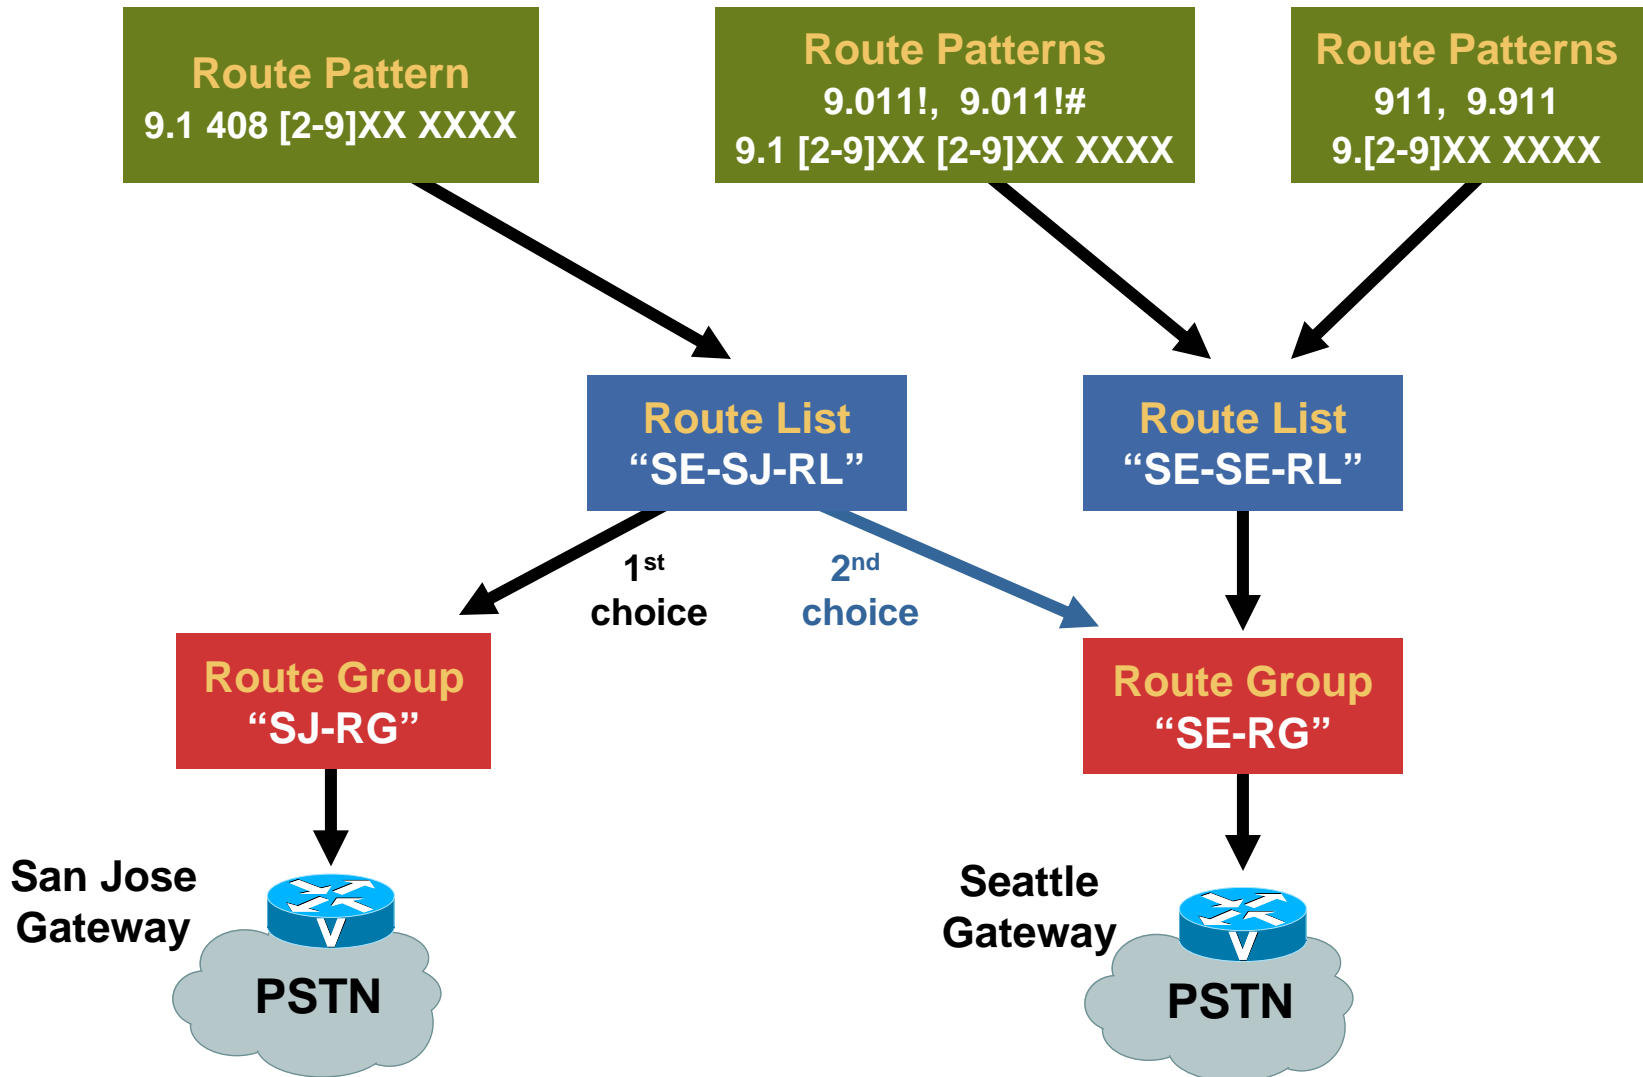 Route Pattern
9.1 408 [2-9]XX XXXX
Route Patterns
9.011!, 9.011!#
9.1 [2-9]XX [2-9]XX XXXX
Route Patterns
911, 9.911
9.[2-9]XX XXXX
Route List
“SE-SJ-RL”
Route List
“SE-SE-RL”
1st
choice
2nd
choice
Route Group
“SJ-RG”
Route Group
“SE-RG”
San Jose
Gateway
V
PSTN
Seattle
Gateway
V
PSTN